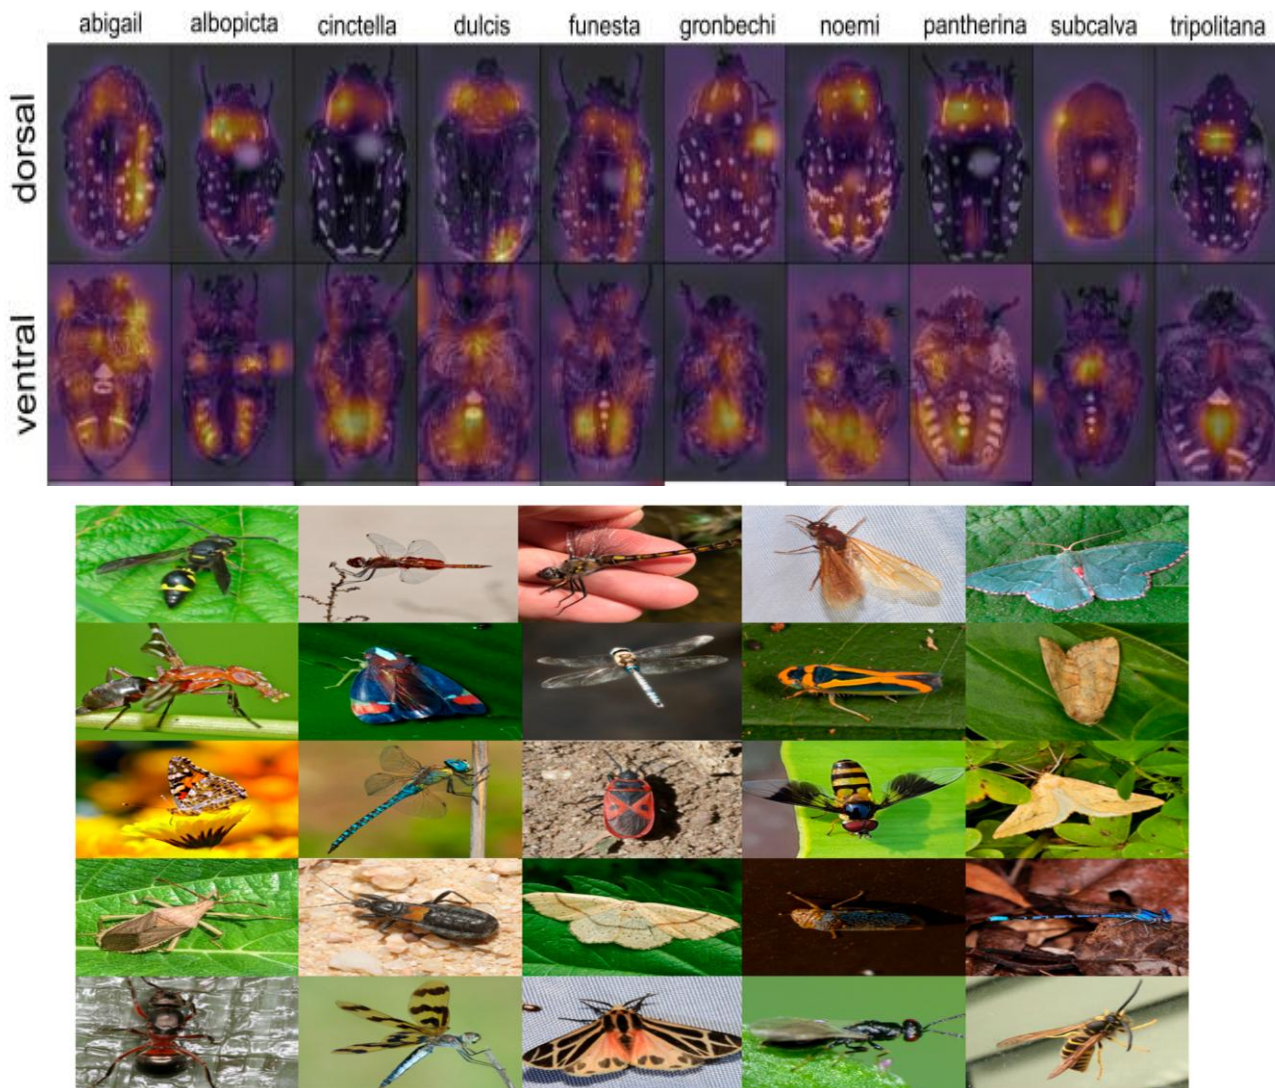 abigail albopicta cinctella dulcis funesta gronbechi noemi pantherina subcalva tripolitana
dorsal
ventral